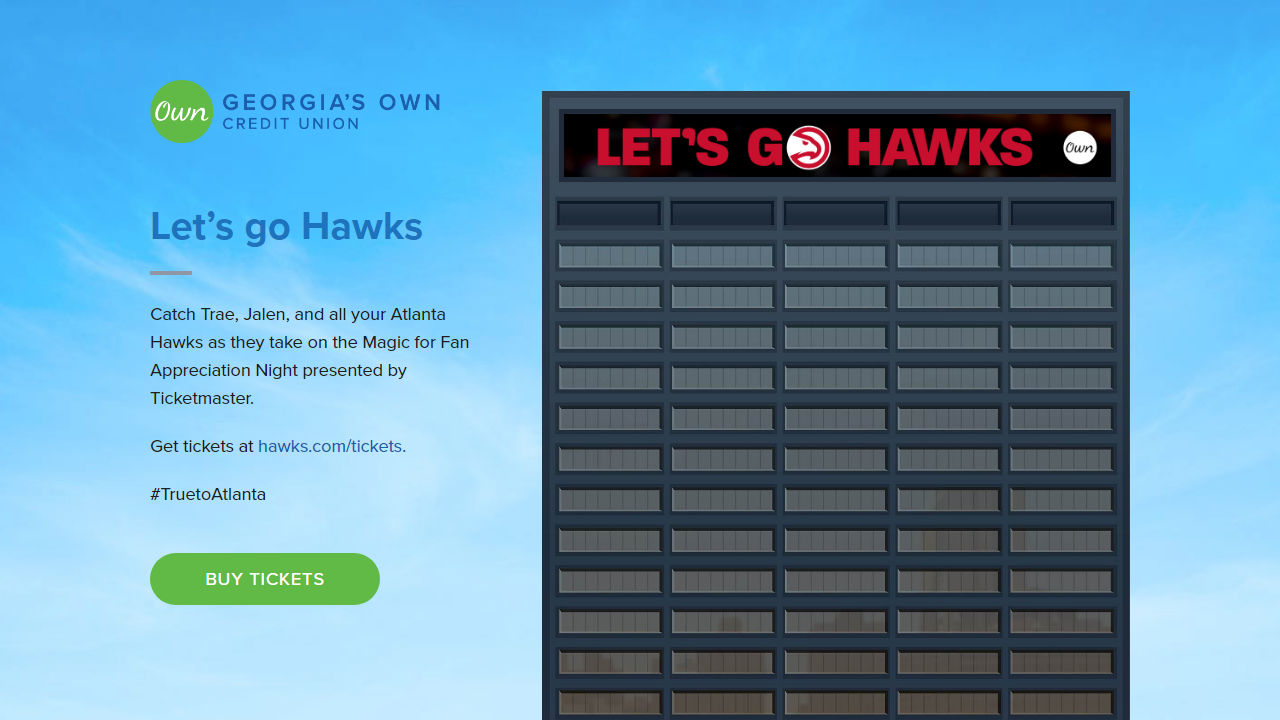 Own
GEORGIA'S OWN
CREDIT UNION
LET'S GO HAWKS
Own
Let's go Hawks
Catch Trae, Jalen, and all your Atlanta
Hawks as they take on the Magic for Fan
Appreciation Night presented by
Ticketmaster.
Get tickets at hawks.com/tickets.
#TruetoAtlanta
BUY TICKETS